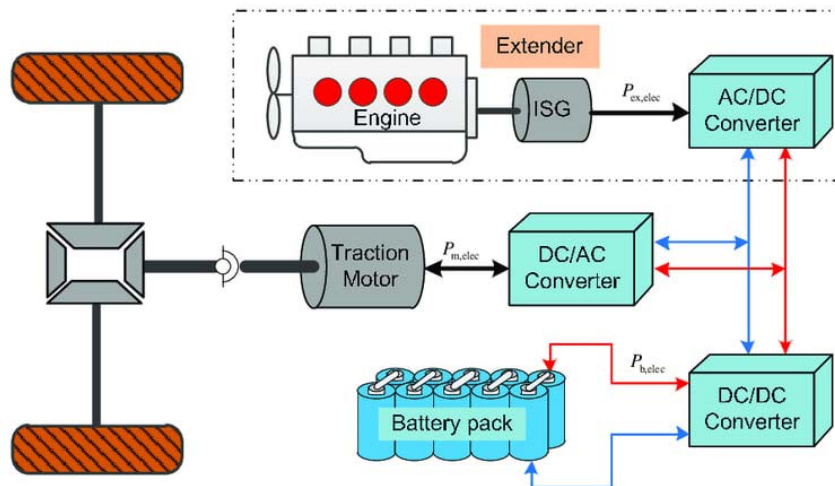 Extender
Engine
ISG
P_ex,elec
AC/DC
Converter
Traction
Motor
P_m,elec
DC/AC
Converter
P_b,elec
Battery pack
DC/DC
Converter